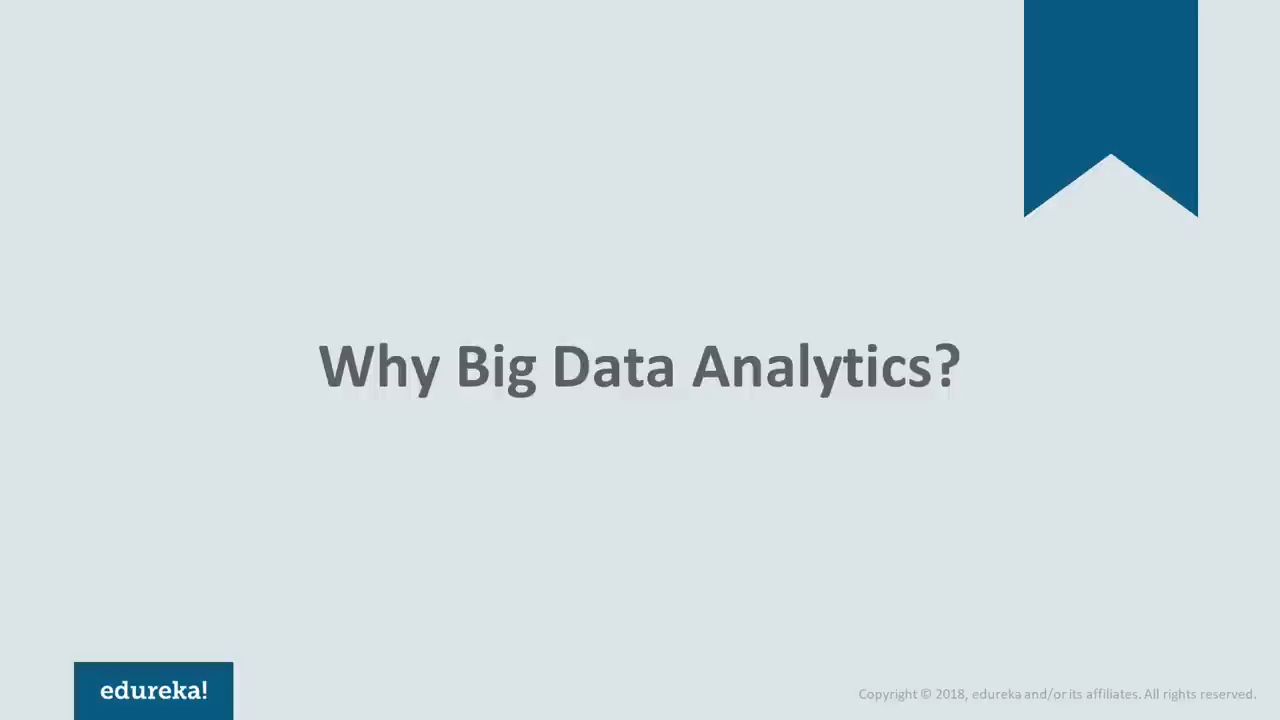 Why Big Data Analytics?
edureka!
Copyright © 2018, edureka and/or its affiliates. All rights reserved.